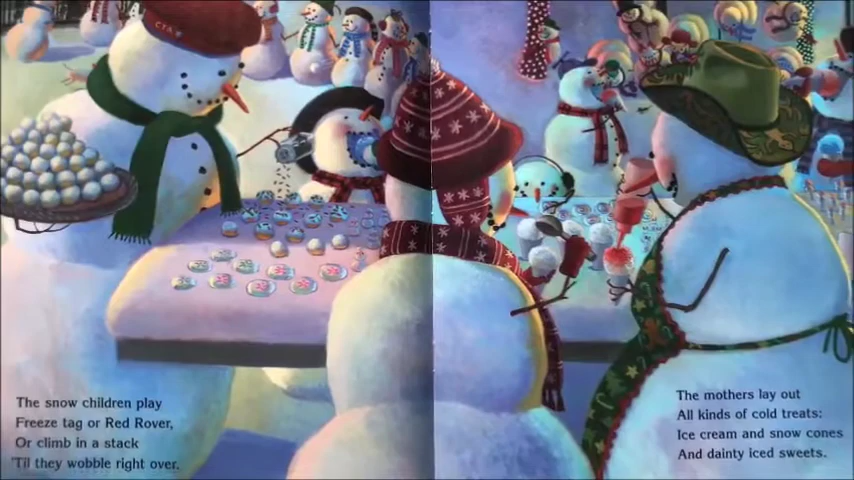 The snow children play
Freeze tag or Red Rover,
Or climb in a stack
'Til they wobble right over.
The mothers lay out
All kinds of cold treats:
Ice cream and snow cones
And dainty iced sweets.